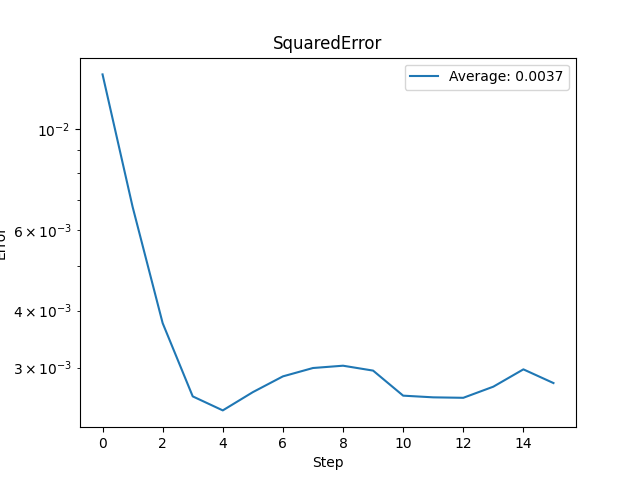 SquaredError
Average: 0.0037
10⁻²
6 × 10⁻³
4 × 10⁻³
3 × 10⁻³
Error
0 2 4 6 8 10 12 14
Step